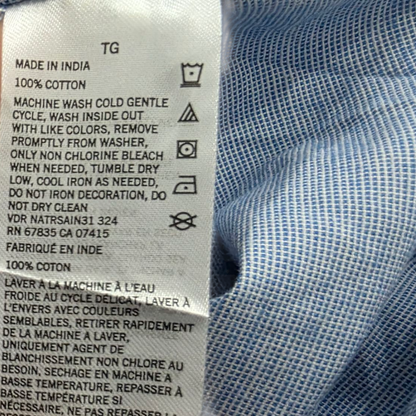 TG
MADE IN INDIA
100% COTTON
MACHINE WASH COLD GENTLE
CYCLE, WASH INSIDE OUT
WITH LIKE COLORS, REMOVE
PROMPTLY FROM WASHER,
ONLY NON CHLORINE BLEACH
WHEN NEEDED, TUMBLE DRY
LOW, COOL IRON AS NEEDED,
DO NOT IRON DECORATION, DO
NOT DRY CLEAN
VDR NATRSAIN31 324
RN 67835 CA 07415
FABRIQUÉ EN INDE
100% COTTON
LAVER À LA MACHINE À L'EAU
FROIDE AU CYCLE DÉLICAT, LAVER À
L'ENVERS AVEC COULEURS
SEMBLABLES, RETIRER RAPIDEMENT
DE LA MACHINE À LAVER,
UNIQUEMENT AGENT DE
BLANCHISSEMENT NON CHLORE AU
BESOIN, SECHAGE EN MACHINE À
BASSE TEMPÉRATURE, REPASSER À
BASSE TEMPÉRATURE SI
NÉCESSAIRE, NE PAS REPASSER